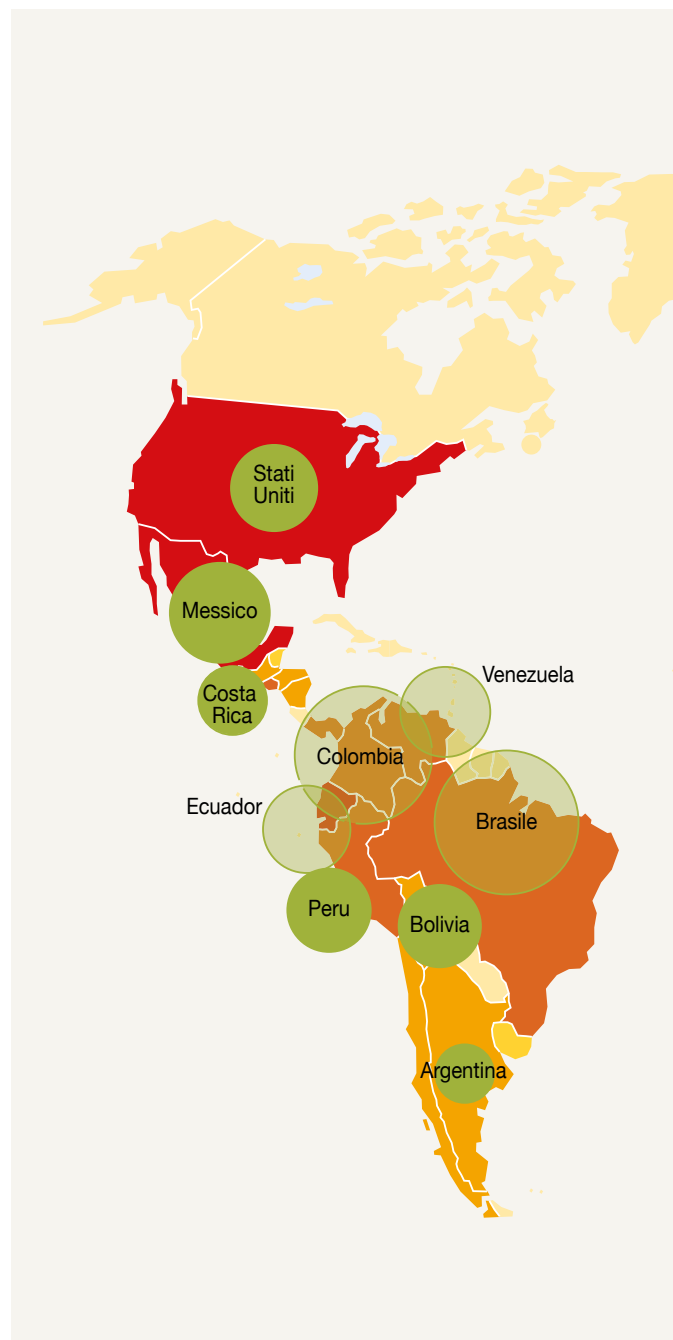 Stati
Uniti
Messico
Costa
Rica
Venezuela
Colombia
Ecuador
Brasile
Peru
Bolivia
Argentina